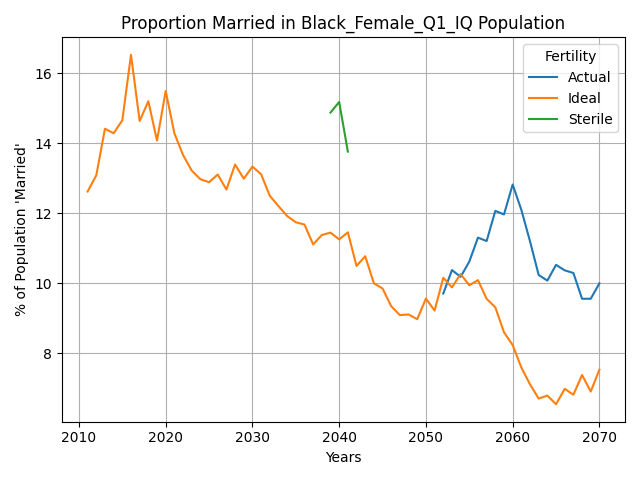 Proportion Married in Black_Female_Q1_IQ Population
% of Population 'Married'
16
14
12
10
8
Fertility
Actual
Ideal
Sterile
2010
2020
2030
2040
2050
2060
2070
Years